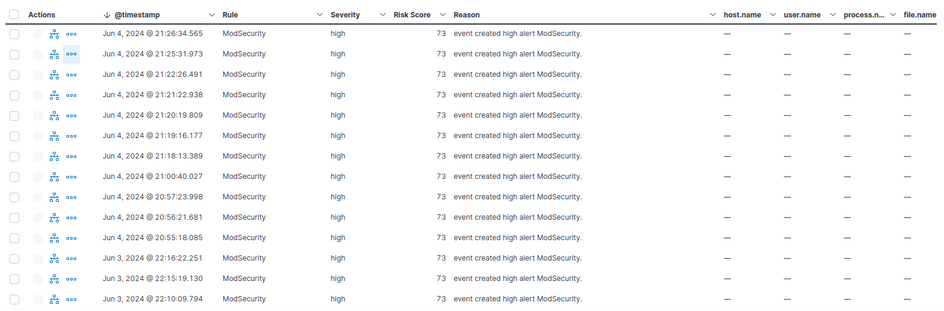 Actions @timestamp Rule Severity Risk Score Reason host.name user.name process.n... file.name
Jun 4, 2024 @ 21:26:34.565 ModSecurity high 73 event created high alert ModSecurity. — — — —
Jun 4, 2024 @ 21:25:31.973 ModSecurity high 73 event created high alert ModSecurity. — — — —
Jun 4, 2024 @ 21:22:26.491 ModSecurity high 73 event created high alert ModSecurity. — — — —
Jun 4, 2024 @ 21:21:22.938 ModSecurity high 73 event created high alert ModSecurity. — — — —
Jun 4, 2024 @ 21:20:19.809 ModSecurity high 73 event created high alert ModSecurity. — — — —
Jun 4, 2024 @ 21:19:16.177 ModSecurity high 73 event created high alert ModSecurity. — — — —
Jun 4, 2024 @ 21:18:13.389 ModSecurity high 73 event created high alert ModSecurity. — — — —
Jun 4, 2024 @ 21:00:40.027 ModSecurity high 73 event created high alert ModSecurity. — — — —
Jun 4, 2024 @ 20:57:23.998 ModSecurity high 73 event created high alert ModSecurity. — — — —
Jun 4, 2024 @ 20:56:21.681 ModSecurity high 73 event created high alert ModSecurity. — — — —
Jun 4, 2024 @ 20:55:18.085 ModSecurity high 73 event created high alert ModSecurity. — — — —
Jun 3, 2024 @ 22:16:22.251 ModSecurity high 73 event created high alert ModSecurity. — — — —
Jun 3, 2024 @ 22:15:19.130 ModSecurity high 73 event created high alert ModSecurity. — — — —
Jun 3, 2024 @ 22:10:09.794 ModSecurity high 73 event created high alert ModSecurity. — — — —